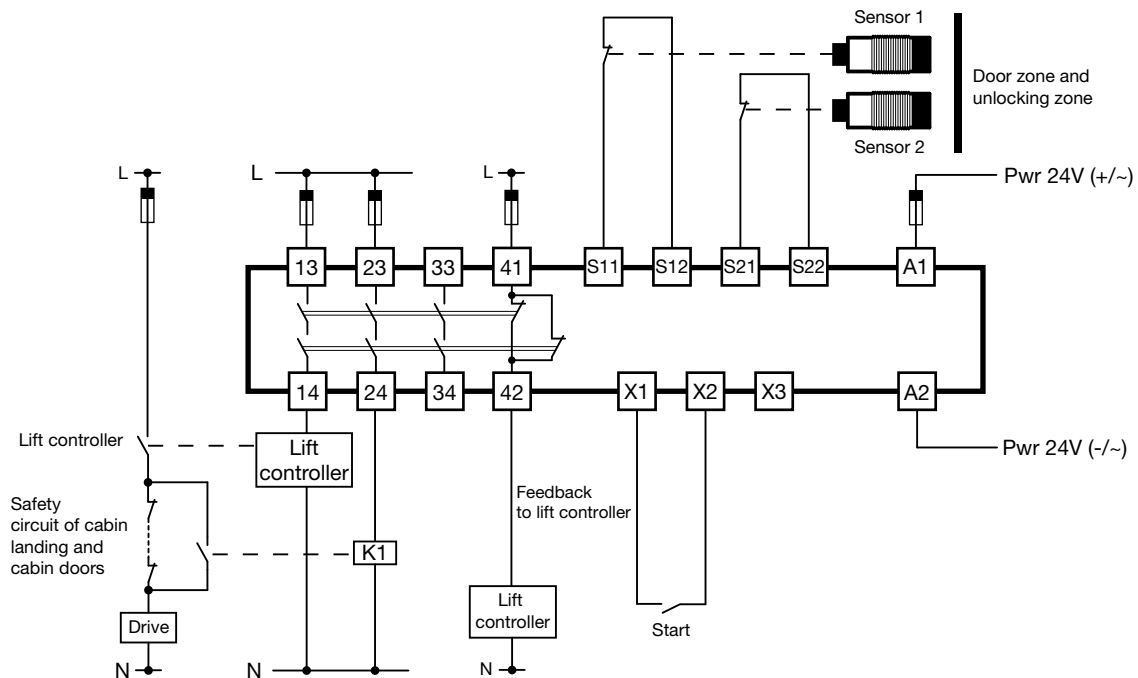 Sensor 1
Door zone and
unlocking zone
Sensor 2
L
L
L
Pwr 24V (+/~)
13
23
33
41
S11
S12
S21
S22
A1
14
24
34
42
X1
X2
X3
A2
Lift controller
Lift
controller
Pwr 24V (-/~)
Safety
circuit of cabin
landing and
cabin doors
Feedback
to lift controller
K1
Drive
Lift
controller
Start
N
N
N